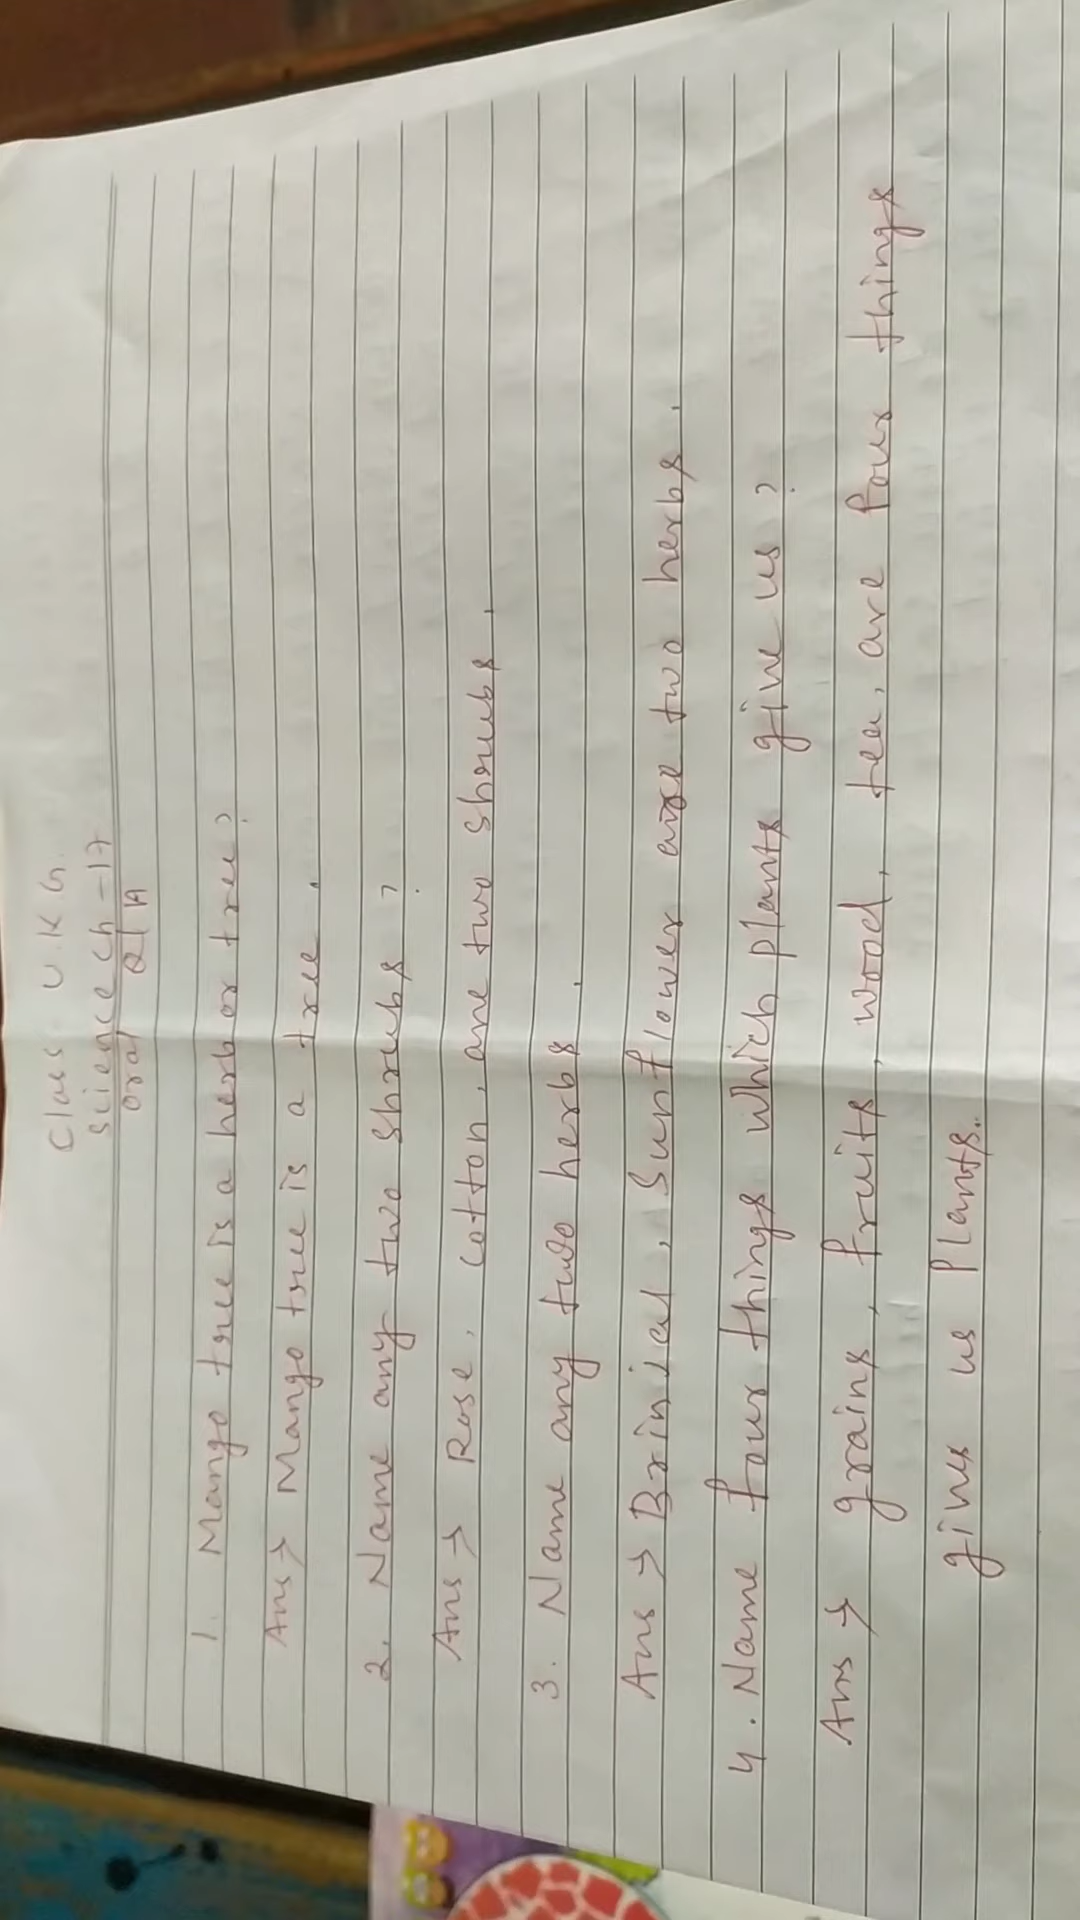 Class - U.K.G.
Science Ch - 17
Oral Q/A
1. Mango tree is a herb or tree?
Ans → Mango tree is a tree.
2. Name any two shrubs?
Ans → Rose, cotton, are two shrubs.
3. Name any two herbs.
Ans → Brinjal, Sunflower are two herbs.
4. Name four things which plants give us?
Ans → grains, fruits, wood, tea, are four things
gives us plants.